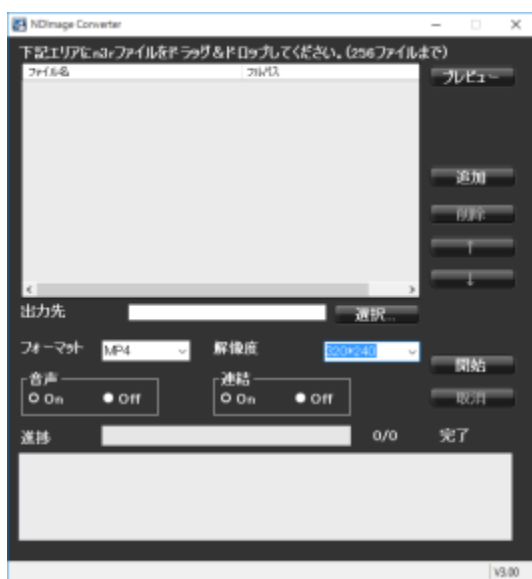 NDImage Converter
下記エリアにn3rファイルをドラッグ&ドロップしてください。(256ファイルまで)
ファイル名 フルパス
プレビュー
追加
削除
↑
↓
出力先 選択...
フォーマット MP4 解像度 320*240
開始
音声 連結
On Off On Off
取消
進捗 0/0 完了
V3.00